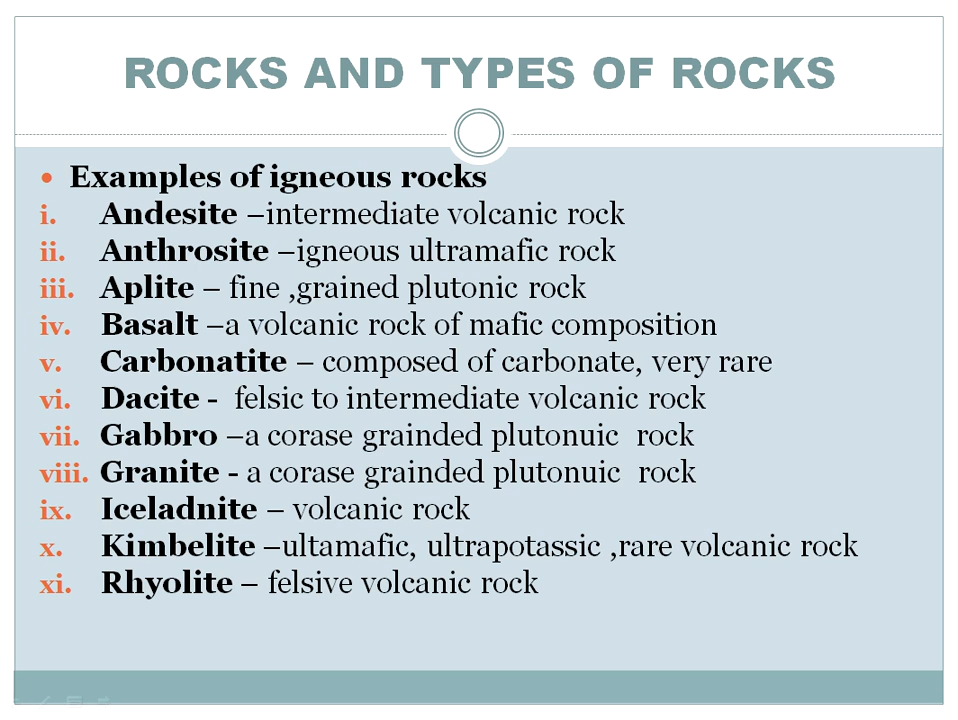 ROCKS AND TYPES OF ROCKS
• Examples of igneous rocks
i. Andesite –intermediate volcanic rock
ii. Anthrosite –igneous ultramafic rock
iii. Aplite – fine ,grained plutonic rock
iv. Basalt –a volcanic rock of mafic composition
v. Carbonatite – composed of carbonate, very rare
vi. Dacite - felsic to intermediate volcanic rock
vii. Gabbro –a corase grainded plutonuic rock
viii. Granite - a corase grainded plutonuic rock
ix. Iceladnite – volcanic rock
x. Kimbelite –ultamafic, ultrapotassic ,rare volcanic rock
xi. Rhyolite – felsive volcanic rock